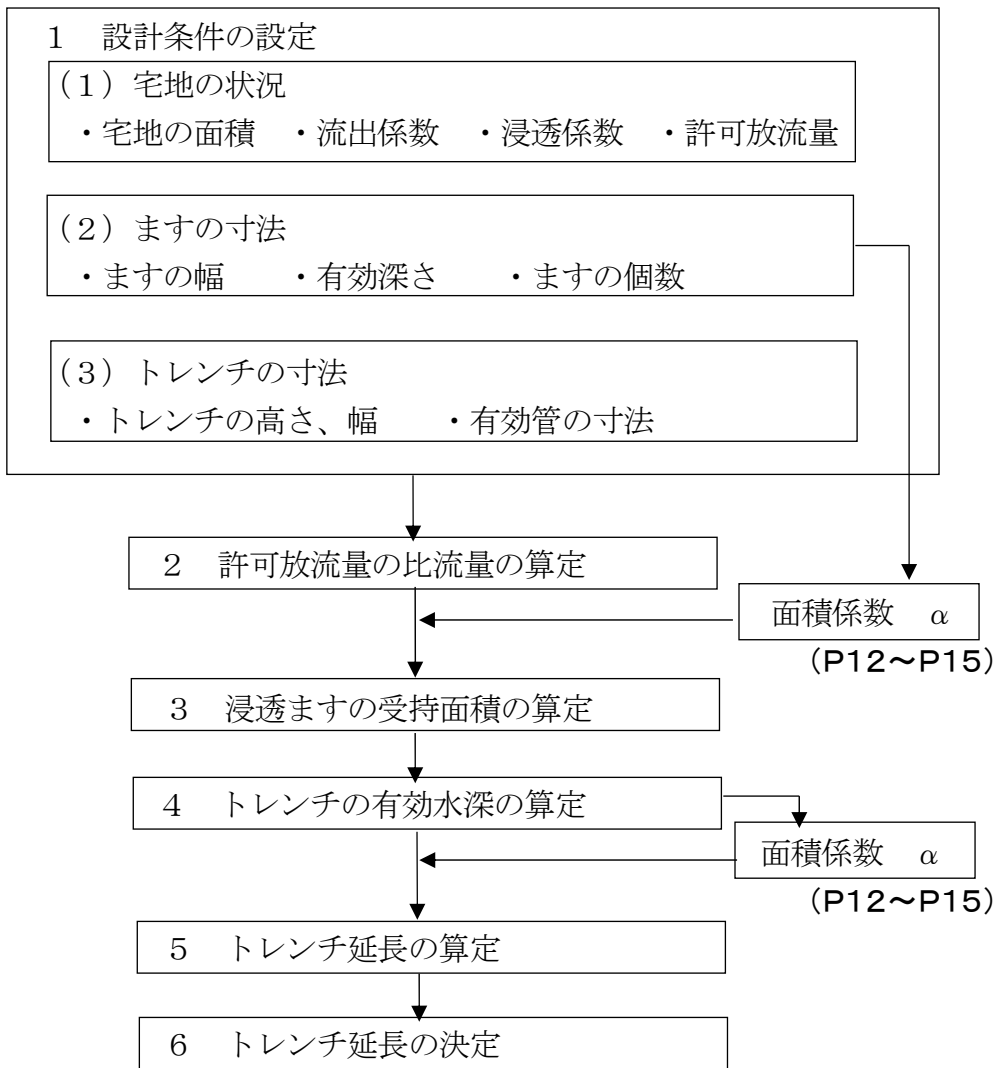 １　設計条件の設定
（１）宅地の状況
・宅地の面積　・流出係数　・浸透係数　・許可放流量
（２）ますの寸法
・ますの幅　　・有効深さ　　・ますの個数
（３）トレンチの寸法
・トレンチの高さ、幅　　・有効管の寸法
２　許可放流量の比流量の算定
面積係数　α
（P12～P15）
３　浸透ますの受持面積の算定
４　トレンチの有効水深の算定
面積係数　α
（P12～P15）
５　トレンチ延長の算定
６　トレンチ延長の決定